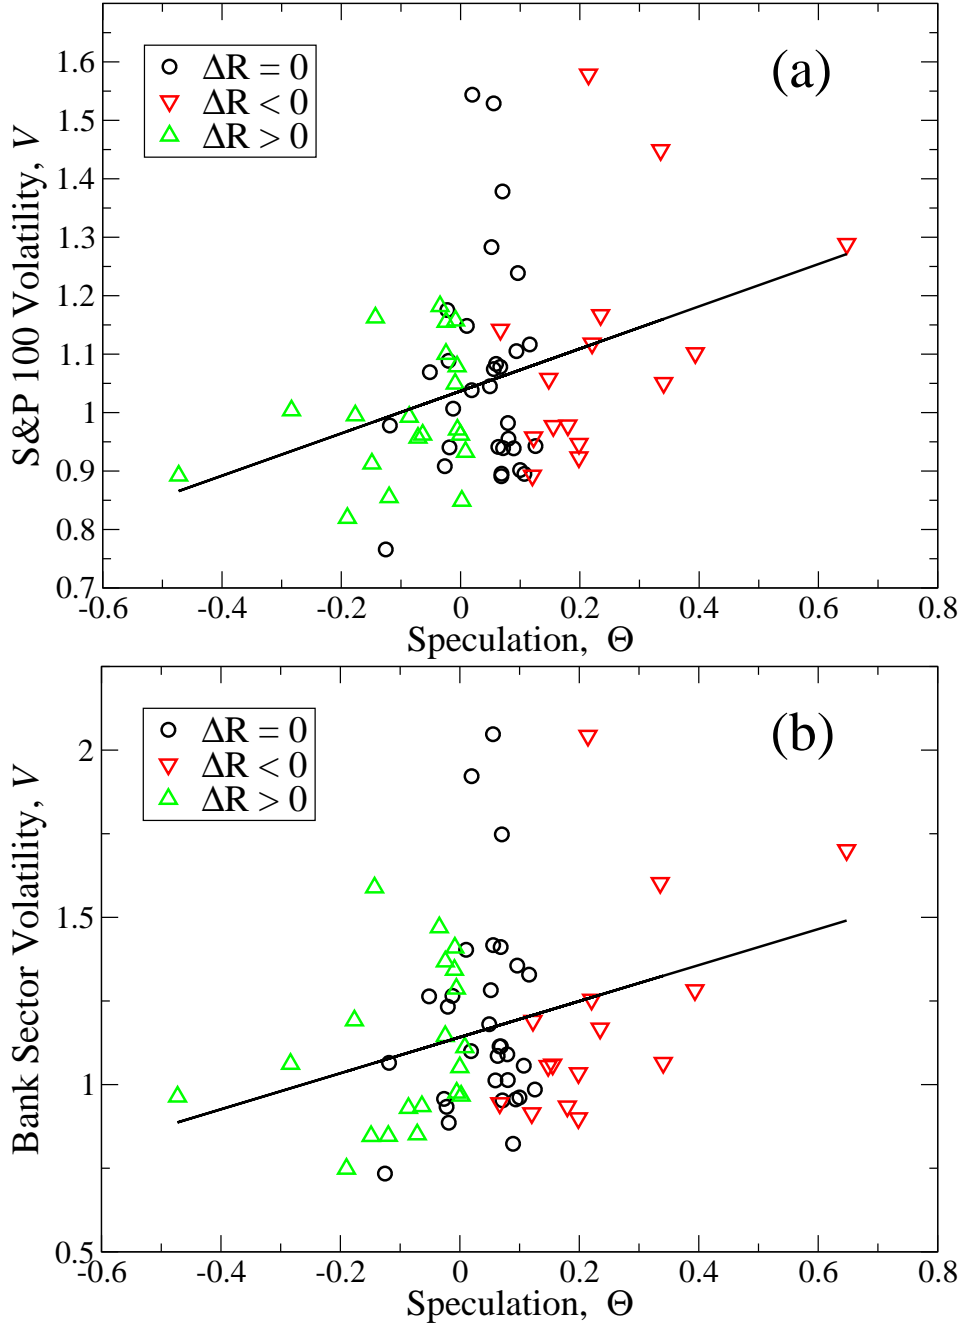 (a)
ΔR = 0
ΔR < 0
ΔR > 0
S&P 100 Volatility, V
1.6
1.5
1.4
1.3
1.2
1.1
1
0.9
0.8
0.7
-0.6 -0.4 -0.2 0 0.2 0.4 0.6 0.8
Speculation, Θ
(b)
ΔR = 0
ΔR < 0
ΔR > 0
Bank Sector Volatility, V
2
1.5
1
0.5
-0.6 -0.4 -0.2 0 0.2 0.4 0.6 0.8
Speculation, Θ